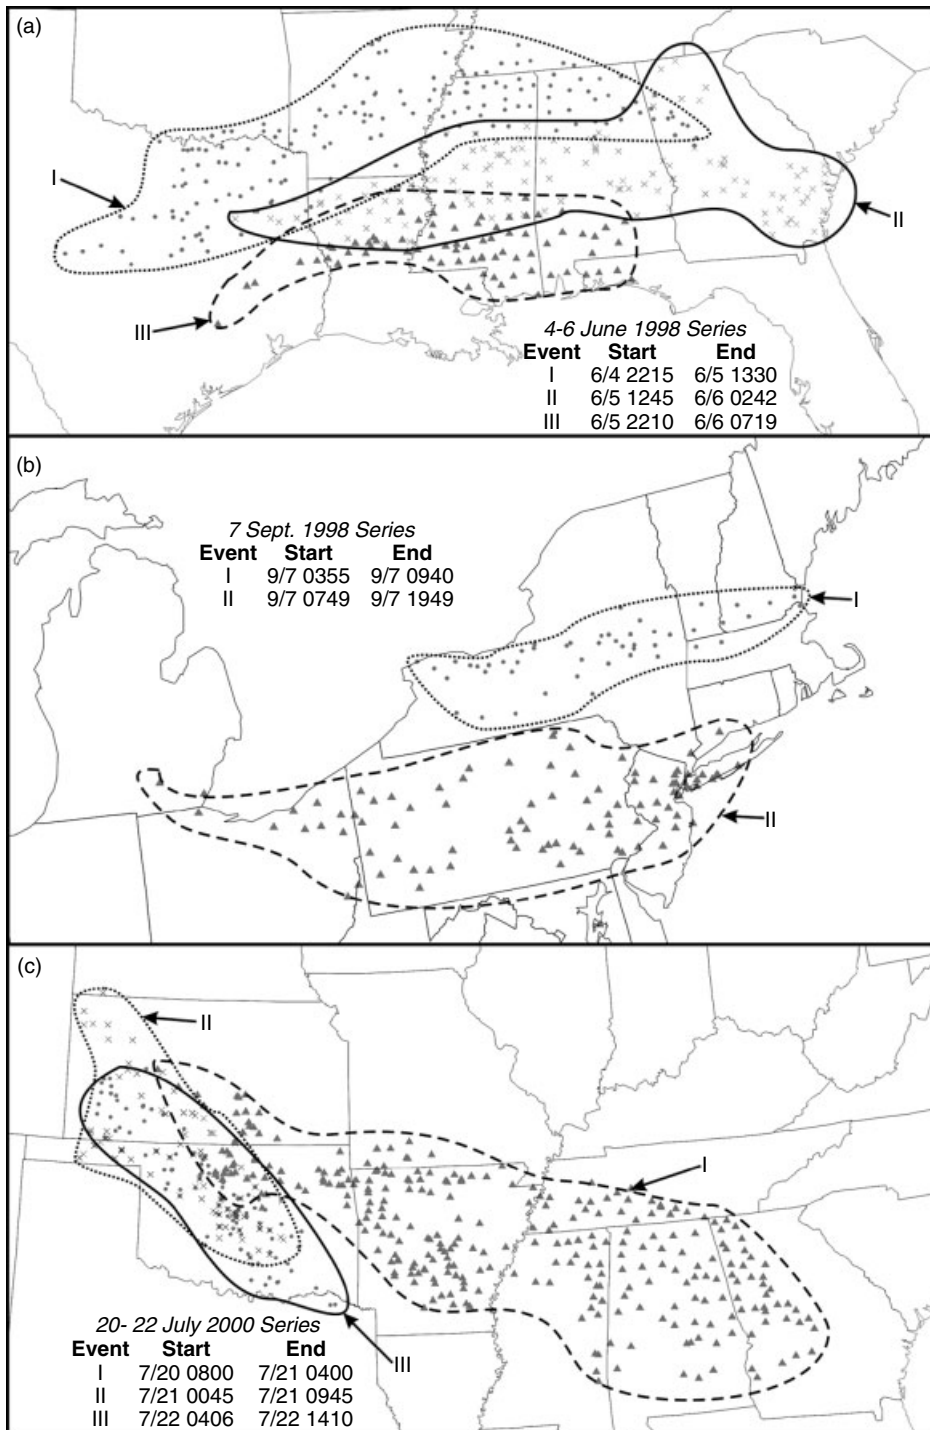 (a)
I
II
III
4-6 June 1998 Series
Event Start End
I 6/4 2215 6/5 1330
II 6/5 1245 6/6 0242
III 6/5 2210 6/6 0719
(b)
7 Sept. 1998 Series
Event Start End
I 9/7 0355 9/7 0940
II 9/7 0749 9/7 1949
I
II
(c)
II
I
20- 22 July 2000 Series
Event Start End
I 7/20 0800 7/21 0400
II 7/21 0045 7/21 0945
III 7/22 0406 7/22 1410
III